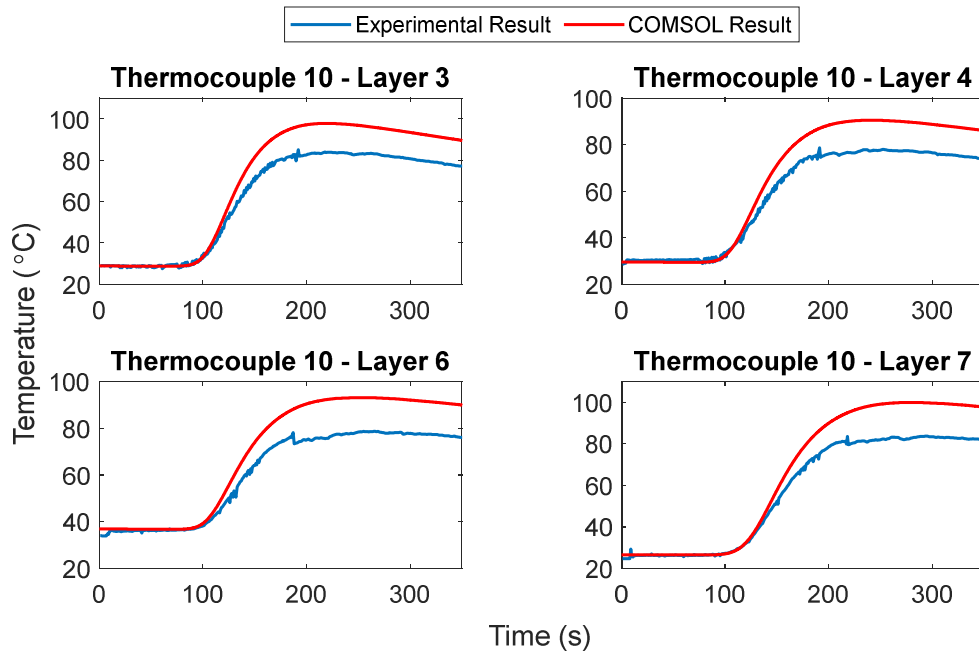 Experimental Result COMSOL Result
Thermocouple 10 - Layer 3
100
80
60
40
20
0 100 200 300
Thermocouple 10 - Layer 4
100
80
60
40
20
0 100 200 300
Thermocouple 10 - Layer 6
100
80
60
40
20
0 100 200 300
Thermocouple 10 - Layer 7
100
80
60
40
20
0 100 200 300
Temperature ( °C)
Time (s)